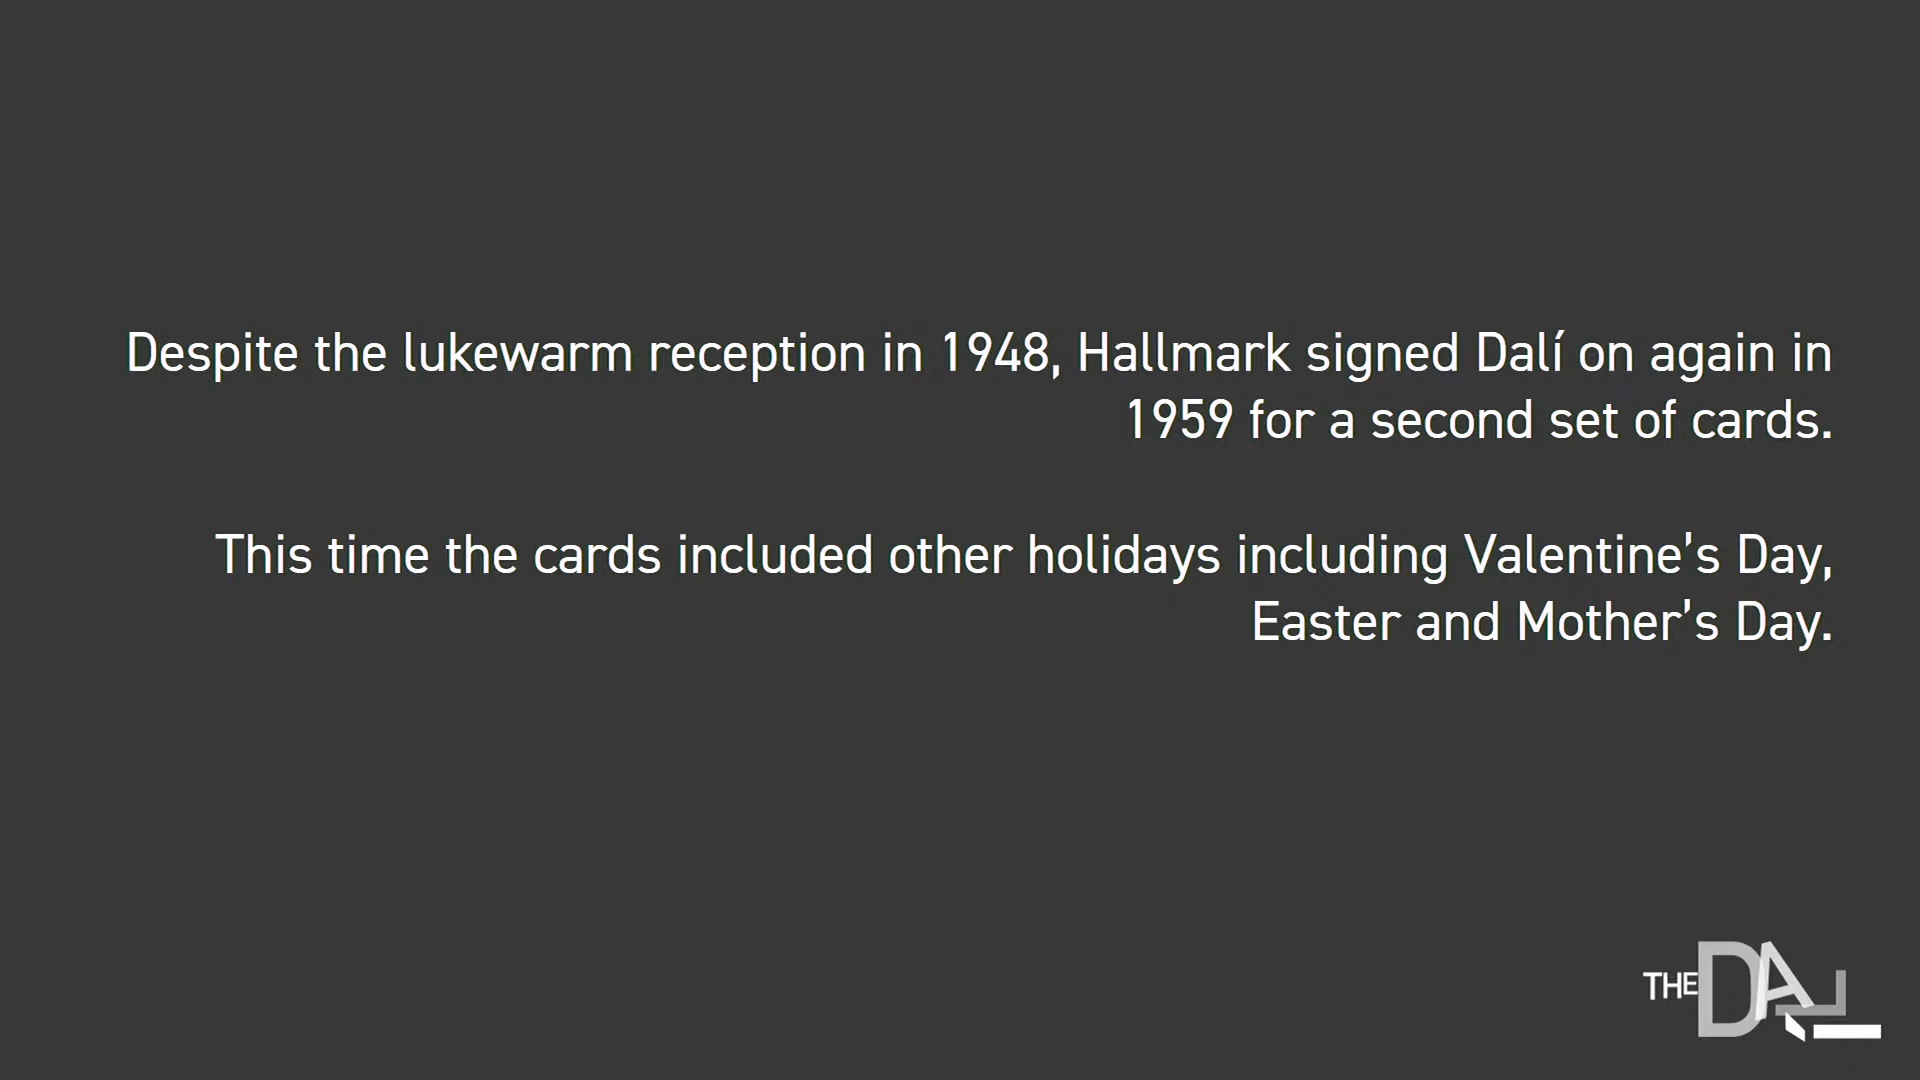 Despite the lukewarm reception in 1948, Hallmark signed Dalí on again in
1959 for a second set of cards.
This time the cards included other holidays including Valentine’s Day,
Easter and Mother’s Day.
THE DALÍ